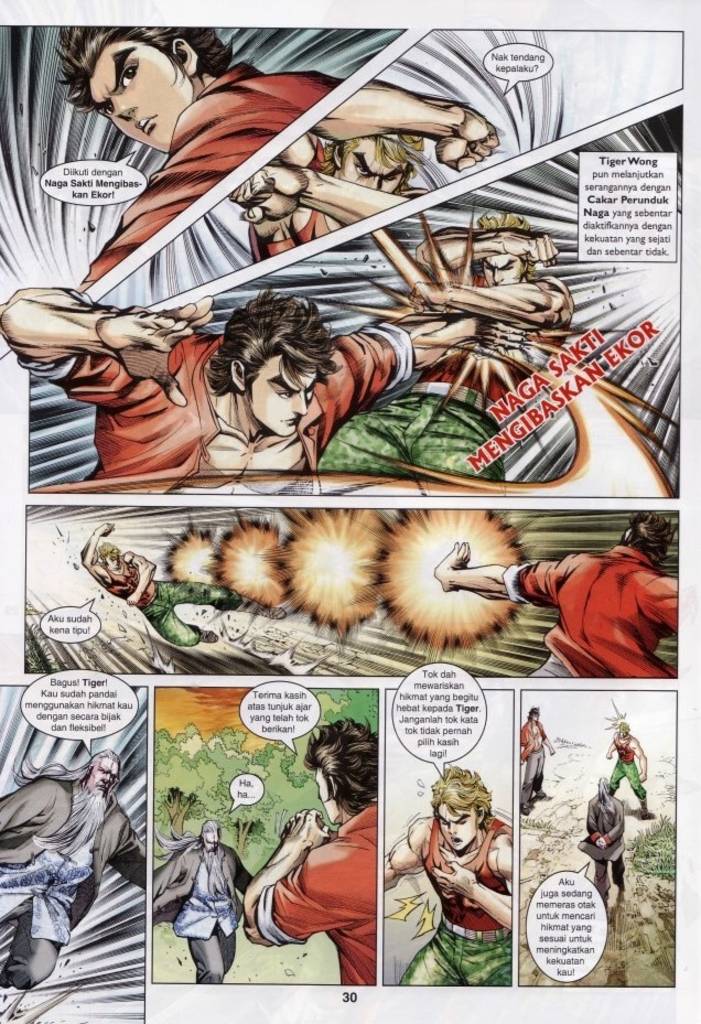 Nak tendang
kepalaku?
Diikuti dengan
Naga Sakti Mengibas-
kan Ekor!
Tiger Wong
pun melanjutkan
serangannya dengan
Cakar Perunduk
Naga yang sebentar
diaktifkannya dengan
kekuatan yang sejati
dan sebentar tidak.
NAGA SAKTI
MENGIBASKAN EKOR
Aku sudah
kena tipu!
Bagus! Tiger!
Kau sudah pandai
menggunakan hikmat kau
dengan secara bijak
dan fleksibel!
Terima kasih
atas tunjuk ajar
yang telah tok
berikan!
Ha,
ha...
Tok dah
mewariskan
hikmat yang begitu
hebat kepada Tiger.
Janganlah tok kata
tok tidak pernah
pilih kasih
lagi!
Aku
juga sedang
memeras otak
untuk mencari
hikmat yang
sesuai untuk
meningkatkan
kekuatan
kau!
30